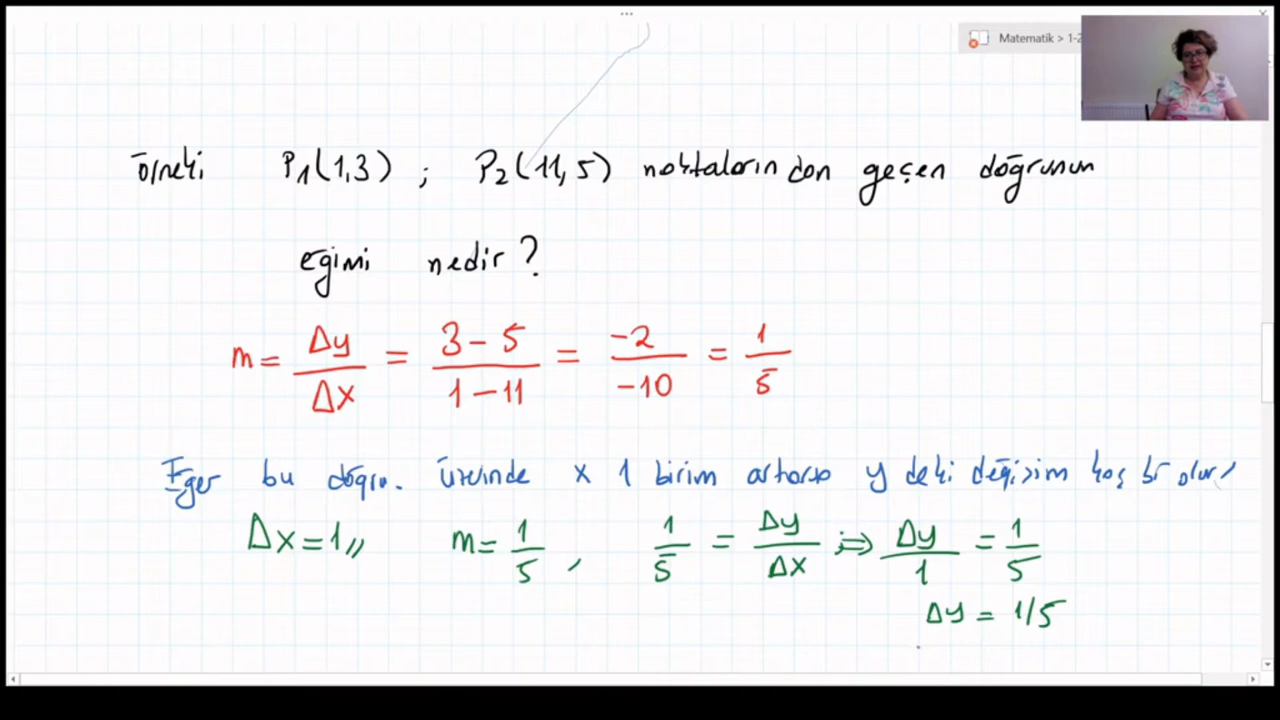 Matematik > 1-2
örnek: P1(1,3) ; P2(11,5) noktalarından geçen doğrunun
eğimi nedir?
m = Δy/Δx = 3-5/1-11 = -2/-10 = 1/5
Eğer bu doğru. üzerinde x 1 birim artarsa y deki değişim kaç br olur?
Δx=1,, m=1/5, 1/5 = Δy/Δx ⇒ Δy/1 = 1/5
Δy = 1/5